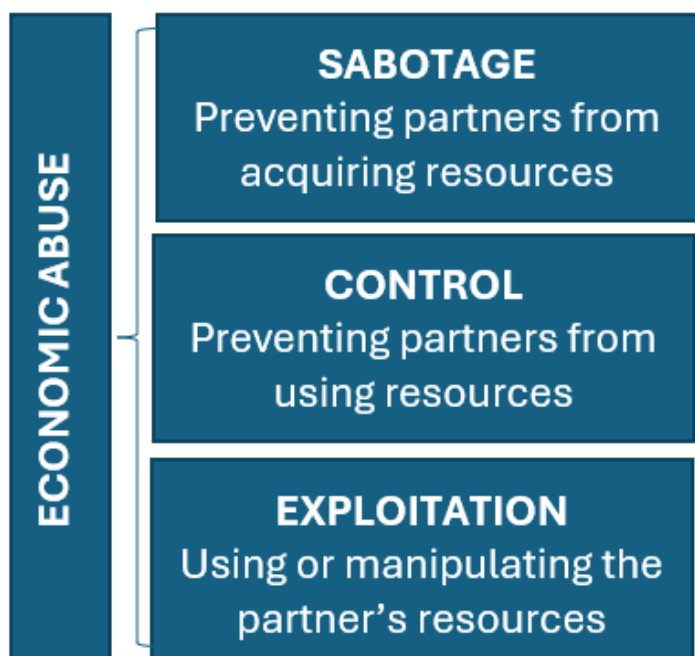 ECONOMIC ABUSE
SABOTAGE
Preventing partners from
acquiring resources
CONTROL
Preventing partners from
using resources
EXPLOITATION
Using or manipulating the
partner’s resources